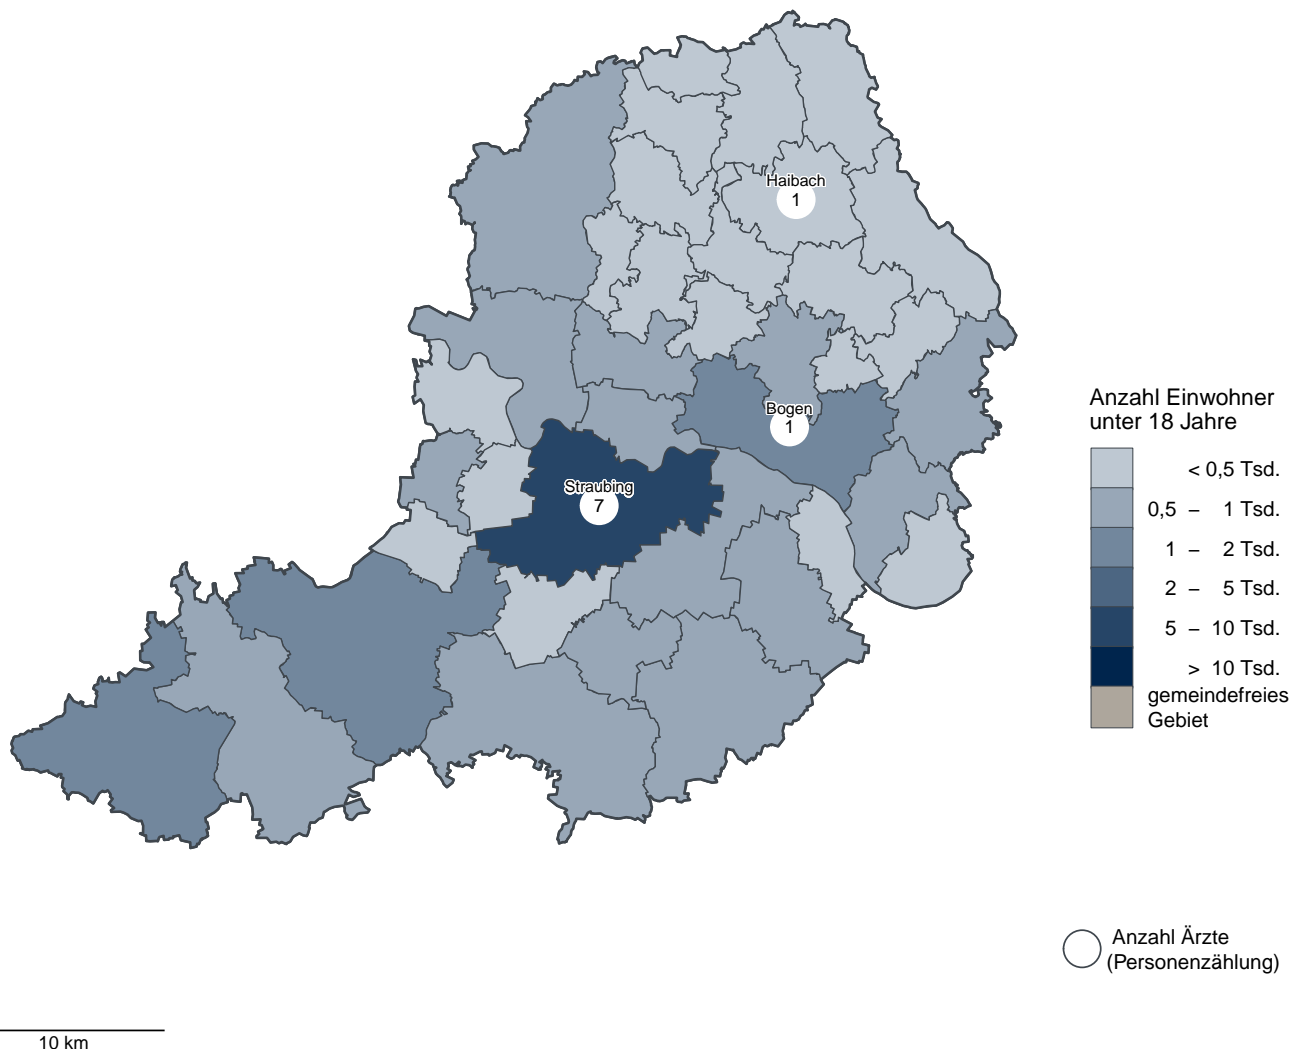 Haibach
1
Bogen
1
Straubing
7
Anzahl Einwohner
unter 18 Jahre
< 0,5 Tsd.
0,5 – 1 Tsd.
1 – 2 Tsd.
2 – 5 Tsd.
5 – 10 Tsd.
> 10 Tsd.
gemeindefreies
Gebiet
Anzahl Ärzte
(Personenzählung)
10 km